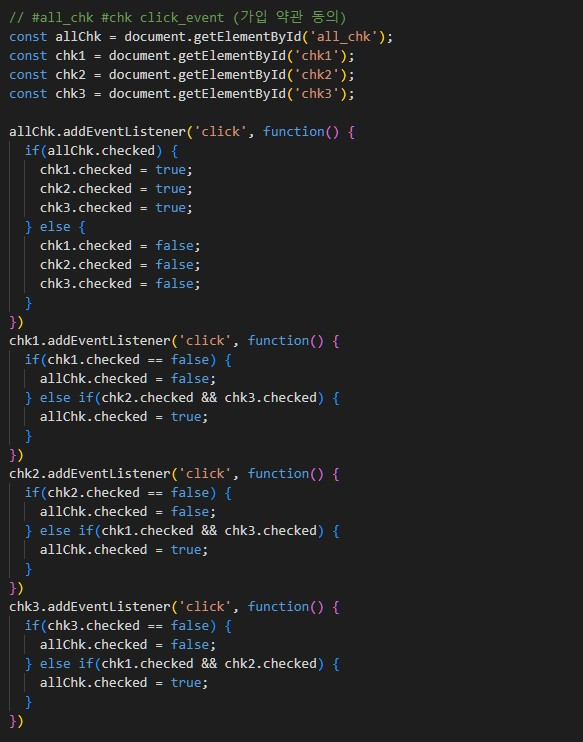 // #all_chk #chk click_event (가입 약관 동의)
const allChk = document.getElementById('all_chk');
const chk1 = document.getElementById('chk1');
const chk2 = document.getElementById('chk2');
const chk3 = document.getElementById('chk3');

allChk.addEventListener('click', function() {
  if(allChk.checked) {
    chk1.checked = true;
    chk2.checked = true;
    chk3.checked = true;
  } else {
    chk1.checked = false;
    chk2.checked = false;
    chk3.checked = false;
  }
})
chk1.addEventListener('click', function() {
  if(chk1.checked == false) {
    allChk.checked = false;
  } else if(chk2.checked && chk3.checked) {
    allChk.checked = true;
  }
})
chk2.addEventListener('click', function() {
  if(chk2.checked == false) {
    allChk.checked = false;
  } else if(chk1.checked && chk3.checked) {
    allChk.checked = true;
  }
})
chk3.addEventListener('click', function() {
  if(chk3.checked == false) {
    allChk.checked = false;
  } else if(chk1.checked && chk2.checked) {
    allChk.checked = true;
  }
})